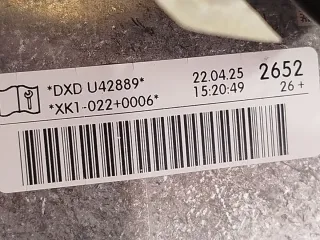 *DXD U42889* 22.04.25 2652
*XK1-022+0006* 15:20:49 26+